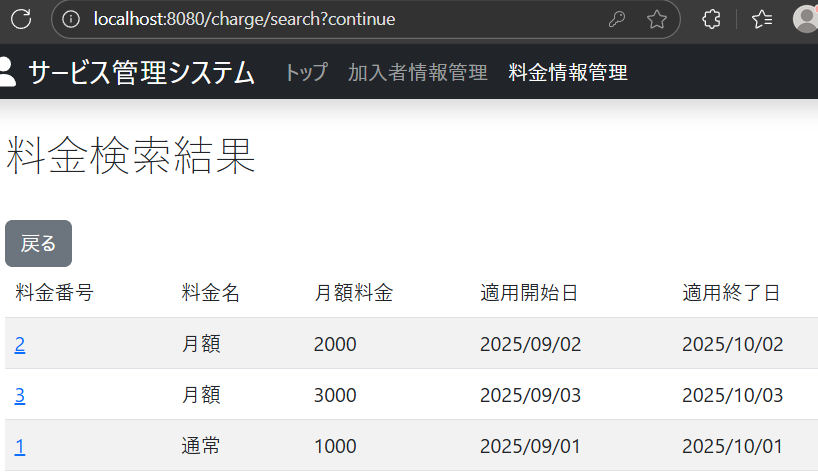 localhost:8080/charge/search?continue
サービス管理システム トップ 加入者情報管理 料金情報管理
料金検索結果
戻る
料金番号 料金名 月額料金 適用開始日 適用終了日
2 月額 2000 2025/09/02 2025/10/02
3 月額 3000 2025/09/03 2025/10/03
1 通常 1000 2025/09/01 2025/10/01